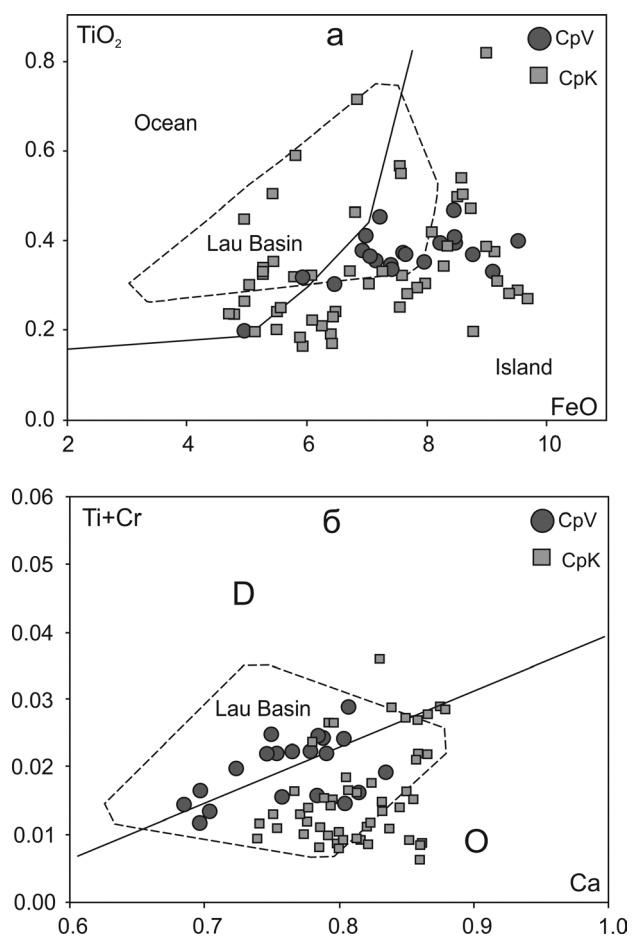 TiO₂
а
CpV
CpK
0.8
Ocean
0.6
Lau Basin
0.4
0.2
Island
0.0
FeO
2 4 6 8 10
0.06
Ti+Cr
б
CpV
CpK
0.05
D
0.04
0.03
Lau Basin
0.02
0.01
O
0.00
Ca
0.6 0.7 0.8 0.9 1.0